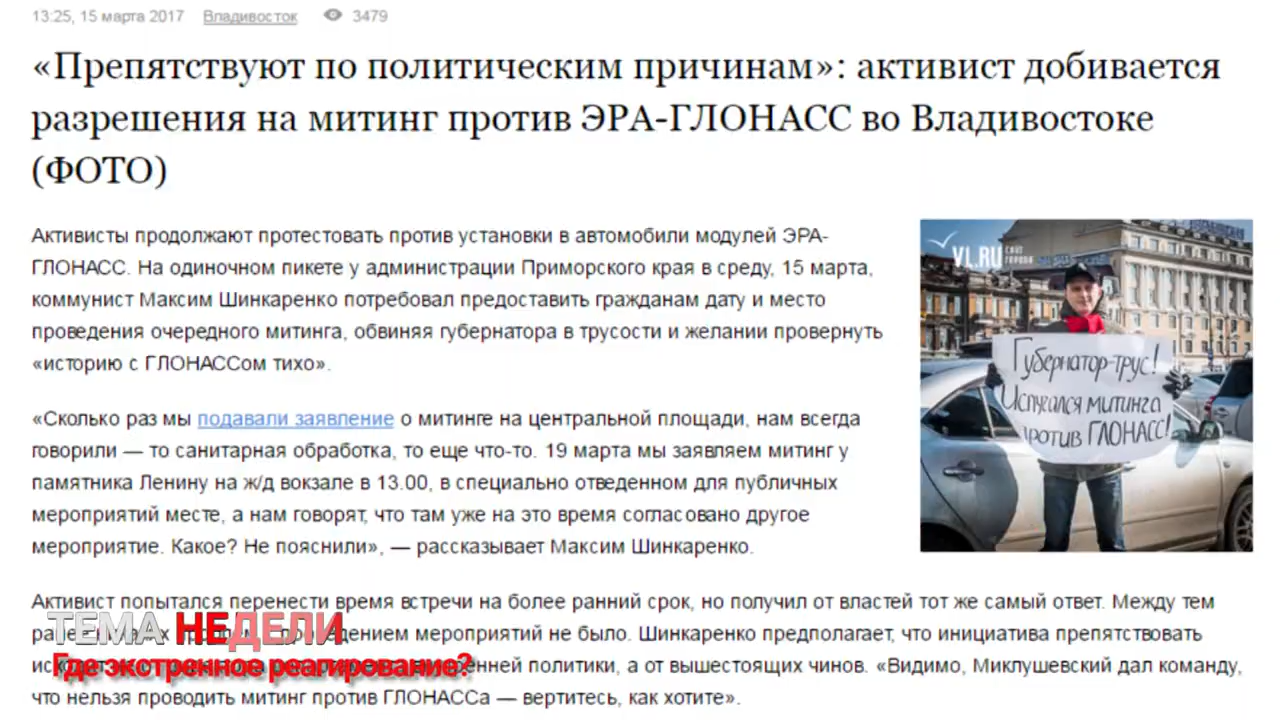 13:25, 15 марта 2017 Владивосток 3479
«Препятствуют по политическим причинам»: активист добивается
разрешения на митинг против ЭРА-ГЛОНАСС во Владивостоке
(ФОТО)
Активисты продолжают протестовать против установки в автомобили модулей ЭРА-
ГЛОНАСС. На одиночном пикете у администрации Приморского края в среду, 15 марта,
коммунист Максим Шинкаренко потребовал предоставить гражданам дату и место
проведения очередного митинга, обвиняя губернатора в трусости и желании провернуть
«историю с ГЛОНАССом тихо».
VL.RU САЙТ
ГОРОДА
Губернатор-трус!
Испугался митинга
против ГЛОНАСС!
«Сколько раз мы подавали заявление о митинге на центральной площади, нам всегда
говорили — то санитарная обработка, то еще что-то. 19 марта мы заявляем митинг у
памятника Ленину на ж/д вокзале в 13.00, в специально отведенном для публичных
мероприятий месте, а нам говорят, что там уже на это время согласовано другое
мероприятие. Какое? Не пояснили», — рассказывает Максим Шинкаренко.
Активист попытался перенести время встречи на более ранний срок, но получил от властей тот же самый ответ. Между тем
проведением мероприятий не было. Шинкаренко предполагает, что инициатива препятствовать
политики, а от вышестоящих чинов. «Видимо, Миклушевский дал команду,
что нельзя проводить митинг против ГЛОНАССа — вертитесь, как хотите».
ТЕМА НЕДЕЛИ
Где экстренное реагирование?